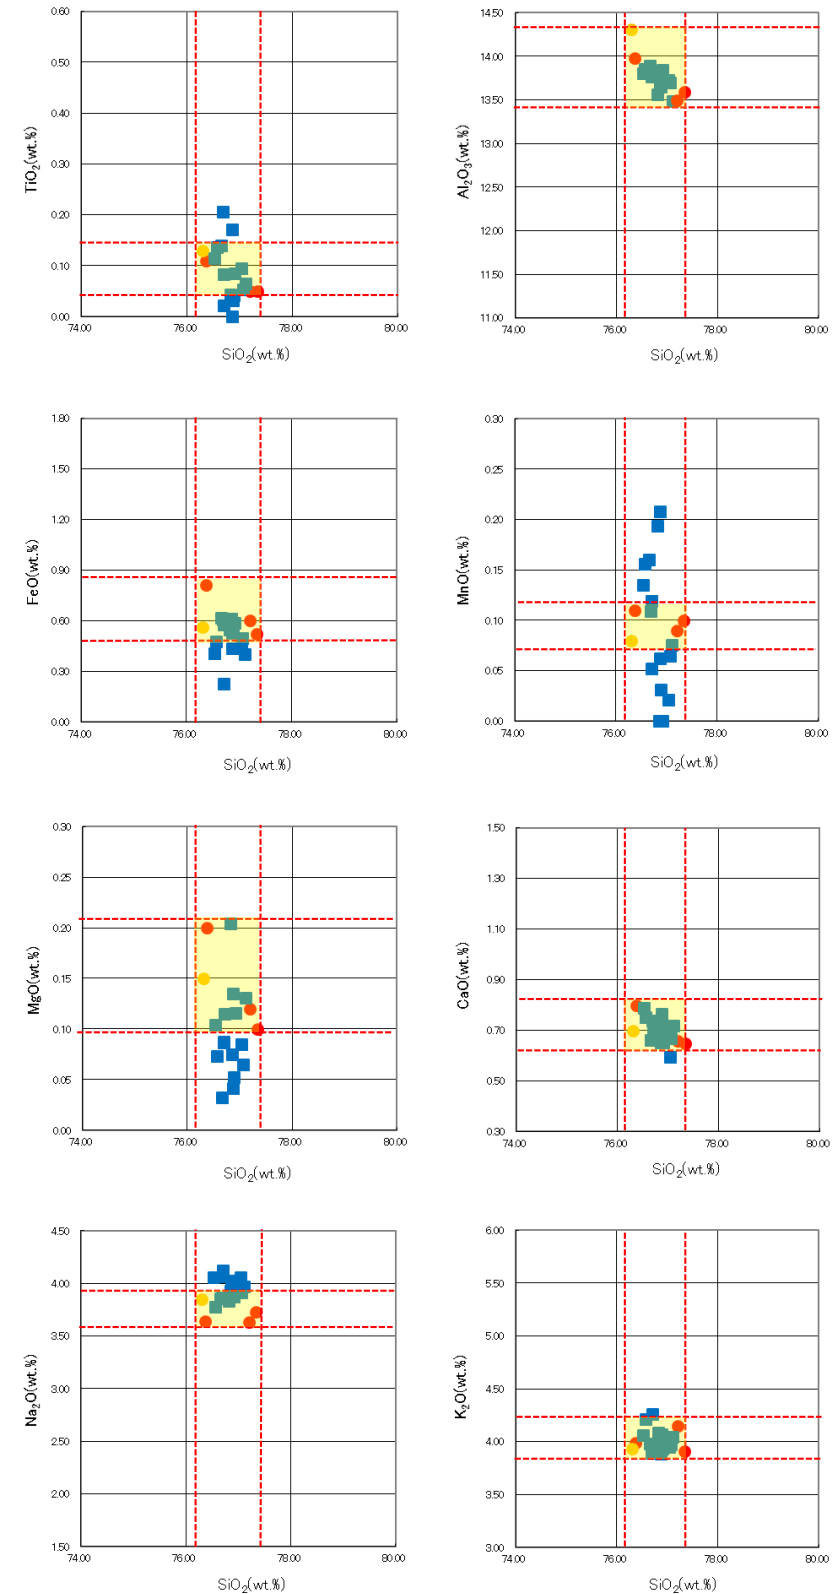 0.60
0.50
0.40
0.30
0.20
0.10
0.00
TiO₂(wt.%)
74.00 76.00 78.00 80.00
SiO₂(wt.%)
14.50
14.00
13.50
13.00
12.50
12.00
11.50
11.00
Al₂O₃(wt.%)
74.00 76.00 78.00 80.00
SiO₂(wt.%)
1.80
1.50
1.20
0.90
0.60
0.30
0.00
FeO(wt.%)
74.00 76.00 78.00 80.00
SiO₂(wt.%)
0.30
0.25
0.20
0.15
0.10
0.05
0.00
MnO(wt.%)
74.00 76.00 78.00 80.00
SiO₂(wt.%)
0.30
0.25
0.20
0.15
0.10
0.05
0.00
MgO(wt.%)
74.00 76.00 78.00 80.00
SiO₂(wt.%)
1.50
1.30
1.10
0.90
0.70
0.50
0.30
CaO(wt.%)
74.00 76.00 78.00 80.00
SiO₂(wt.%)
4.50
4.00
3.50
3.00
2.50
2.00
1.50
Na₂O(wt.%)
74.00 76.00 78.00 80.00
SiO₂(wt.%)
6.00
5.50
5.00
4.50
4.00
3.50
3.00
K₂O(wt.%)
74.00 76.00 78.00 80.00
SiO₂(wt.%)